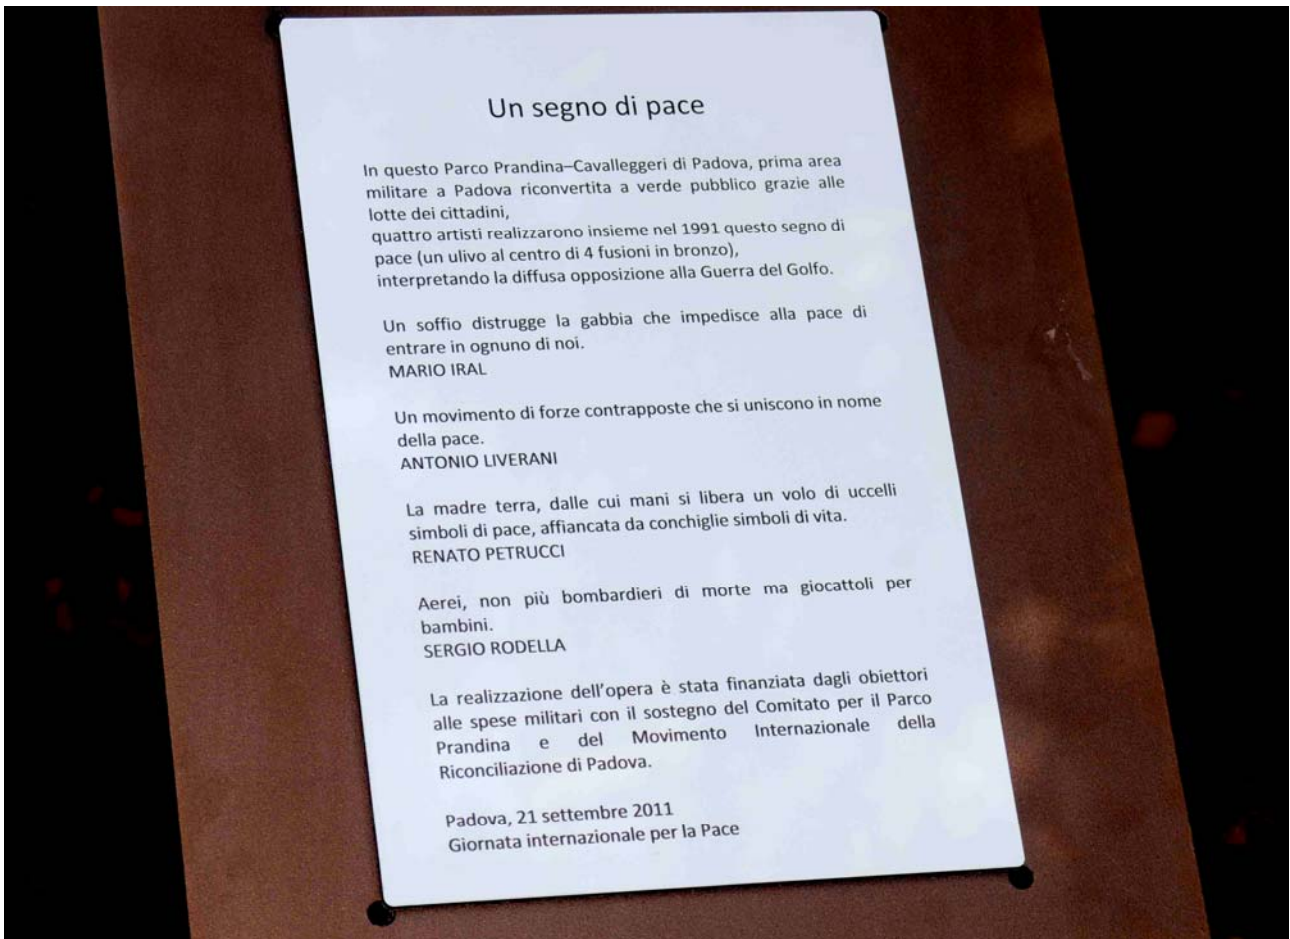 Un segno di pace
In questo Parco Prandina–Cavalleggeri di Padova, prima area
militare a Padova riconvertita a verde pubblico grazie alle
lotte dei cittadini,
quattro artisti realizzarono insieme nel 1991 questo segno di
pace (un ulivo al centro di 4 fusioni in bronzo),
interpretando la diffusa opposizione alla Guerra del Golfo.
Un soffio distrugge la gabbia che impedisce alla pace di
entrare in ognuno di noi.
MARIO IRAL
Un movimento di forze contrapposte che si uniscono in nome
della pace.
ANTONIO LIVERANI
La madre terra, dalle cui mani si libera un volo di uccelli
simboli di pace, affiancata da conchiglie simboli di vita.
RENATO PETRUCCI
Aerei, non più bombardieri di morte ma giocattoli per
bambini.
SERGIO RODELLA
La realizzazione dell'opera è stata finanziata dagli obiettori
alle spese militari con il sostegno del Comitato per il Parco
Prandina e del Movimento Internazionale della
Riconciliazione di Padova.
Padova, 21 settembre 2011
Giornata internazionale per la Pace